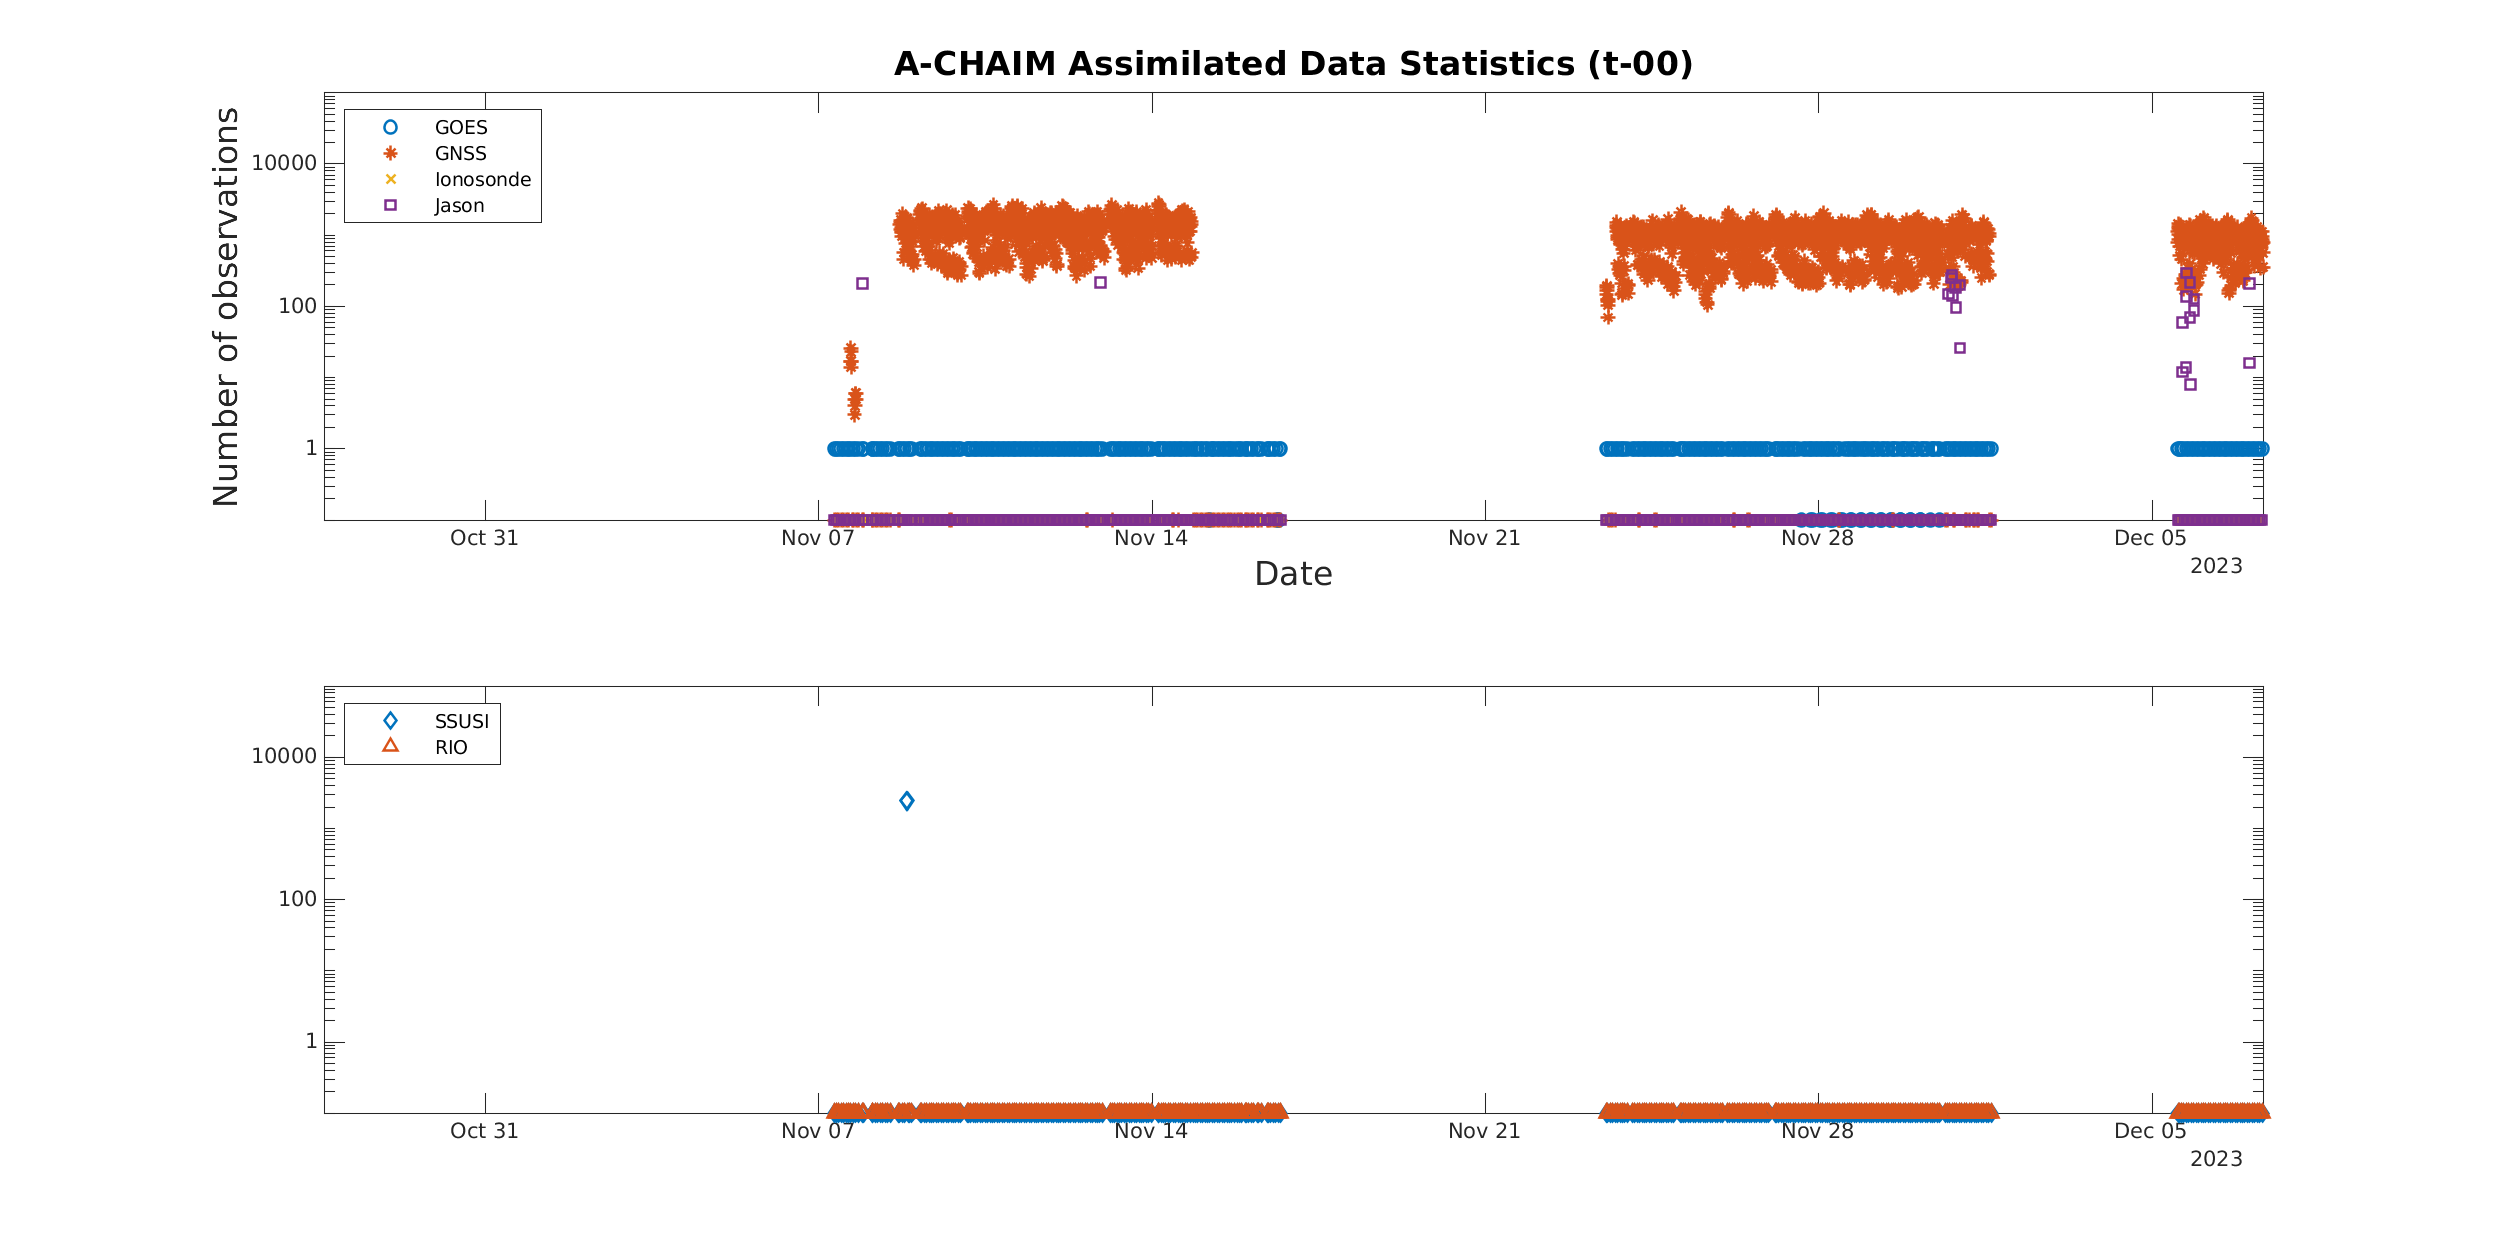 A-CHAIM Assimilated Data Statistics (t-00)
Number of observations
10000
100
1
GOES
GNSS
Ionosonde
Jason
Oct 31
Nov 07
Nov 14
Nov 21
Nov 28
Dec 05
2023
Date
10000
100
1
SSUSI
RIO
Oct 31
Nov 07
Nov 14
Nov 21
Nov 28
Dec 05
2023